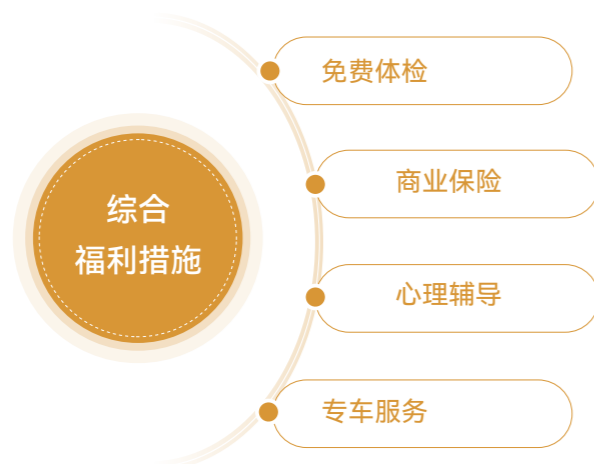 综合
福利措施
免费体检
商业保险
心理辅导
专车服务